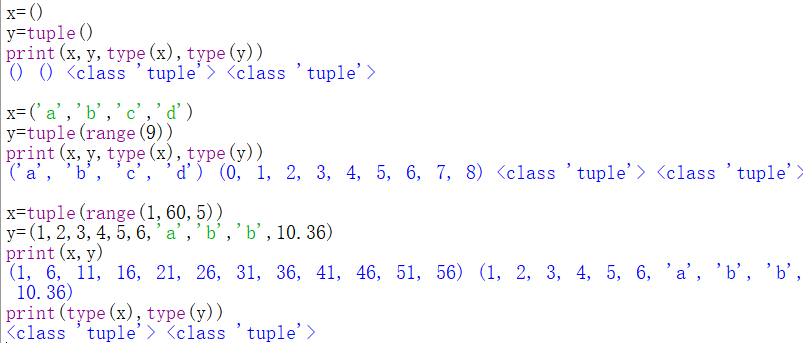 x=()
y=tuple()
print(x,y,type(x),type(y))
() () <class 'tuple'> <class 'tuple'>
x=('a','b','c','d')
y=tuple(range(9))
print(x,y,type(x),type(y))
('a', 'b', 'c', 'd') (0, 1, 2, 3, 4, 5, 6, 7, 8) <class 'tuple'> <class 'tuple'>
x=tuple(range(1,60,5))
y=(1,2,3,4,5,6,'a','b','b',10.36)
print(x,y)
(1, 6, 11, 16, 21, 26, 31, 36, 41, 46, 51, 56) (1, 2, 3, 4, 5, 6, 'a', 'b', 'b',
10.36)
print(type(x),type(y))
<class 'tuple'> <class 'tuple'>